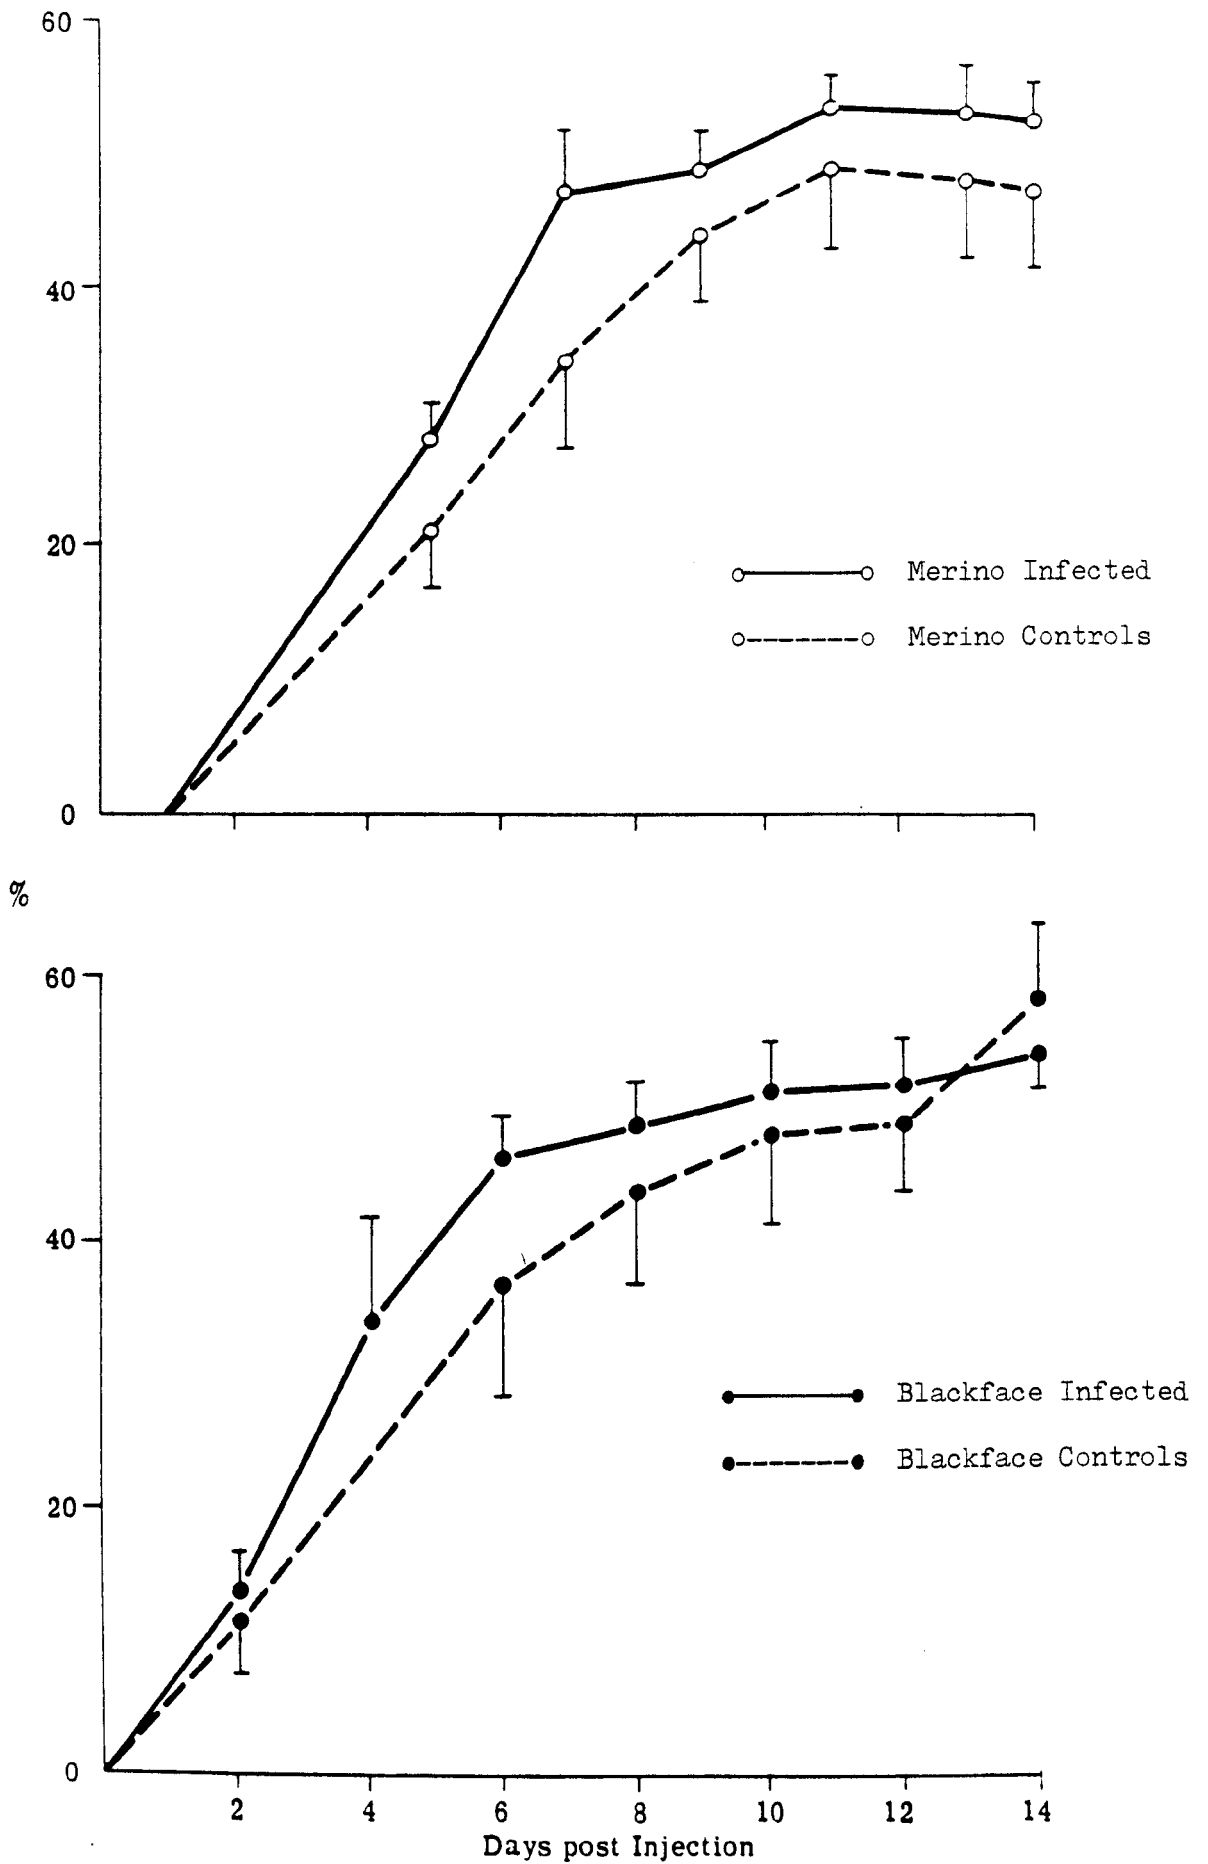 60
40
20
Merino Infected
Merino Controls
0
%
60
40
Blackface Infected
Blackface Controls
20
0
2 4 6 8 10 12 14
Days post Injection